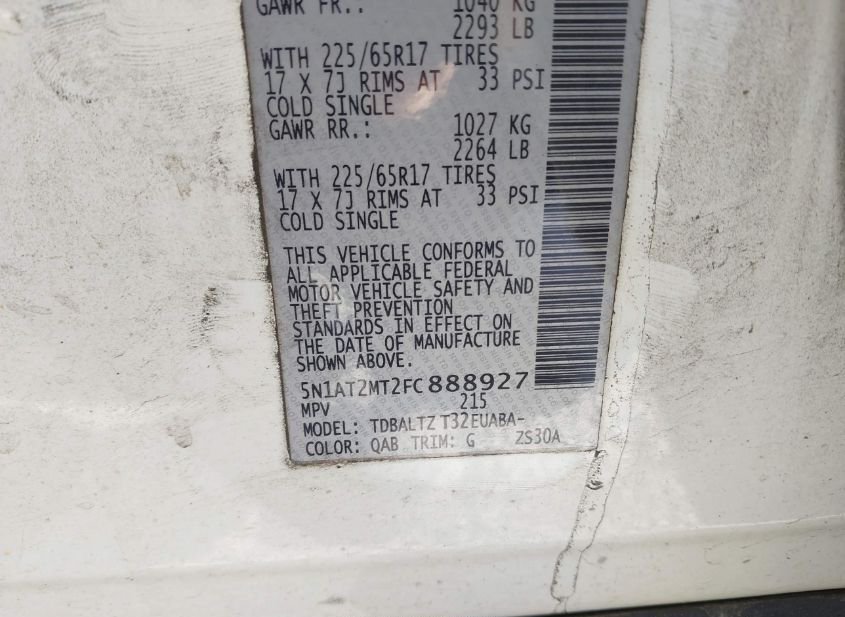 GAWR FR.: 1040 KG
2293 LB
WITH 225/65R17 TIRES
17 X 7J RIMS AT 33 PSI
COLD SINGLE
GAWR RR.: 1027 KG
2264 LB
WITH 225/65R17 TIRES
17 X 7J RIMS AT 33 PSI
COLD SINGLE
THIS VEHICLE CONFORMS TO
ALL APPLICABLE FEDERAL
MOTOR VEHICLE SAFETY AND
THEFT PREVENTION
STANDARDS IN EFFECT ON
THE DATE OF MANUFACTURE
SHOWN ABOVE.
5N1AT2MT2FC888927
MPV 215
MODEL: TDBALTZ T32EUABA-
COLOR: QAB TRIM: G ZS30A